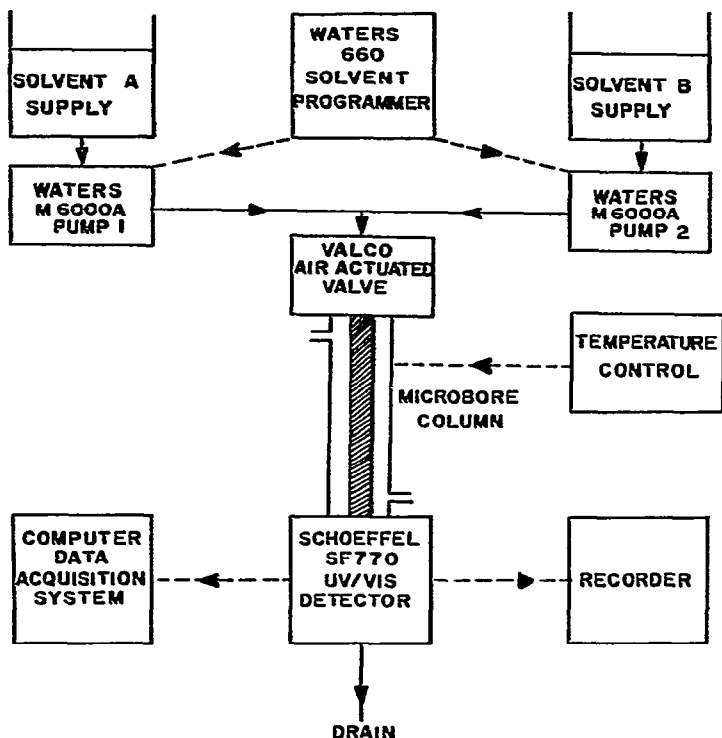 SOLVENT A
SUPPLY
WATERS
660
SOLVENT
PROGRAMMER
SOLVENT B
SUPPLY
WATERS
M 6000A
PUMP 1
WATERS
M 6000A
PUMP 2
VALCO
AIR ACTUATED
VALVE
TEMPERATURE
CONTROL
MICROBORE
COLUMN
COMPUTER
DATA
ACQUISITION
SYSTEM
SCHOEFFEL
SF770
UV/VIS
DETECTOR
RECORDER
DRAIN